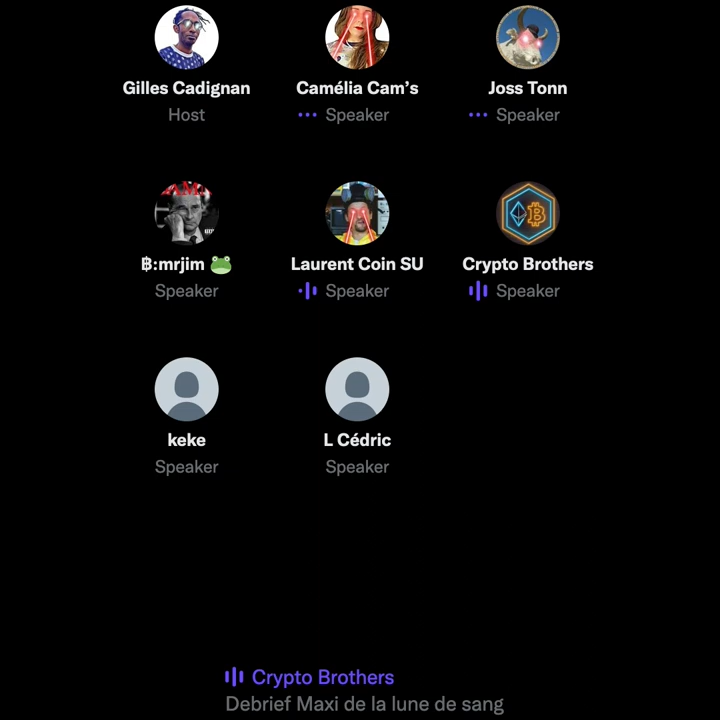 Gilles Cadignan
Host
Camélia Cam’s
Speaker
Joss Tonn
Speaker
฿:mrjim 🐸
Speaker
Laurent Coin SU
Speaker
Crypto Brothers
Speaker
keke
Speaker
L Cédric
Speaker
Crypto Brothers
Debrief Maxi de la lune de sang